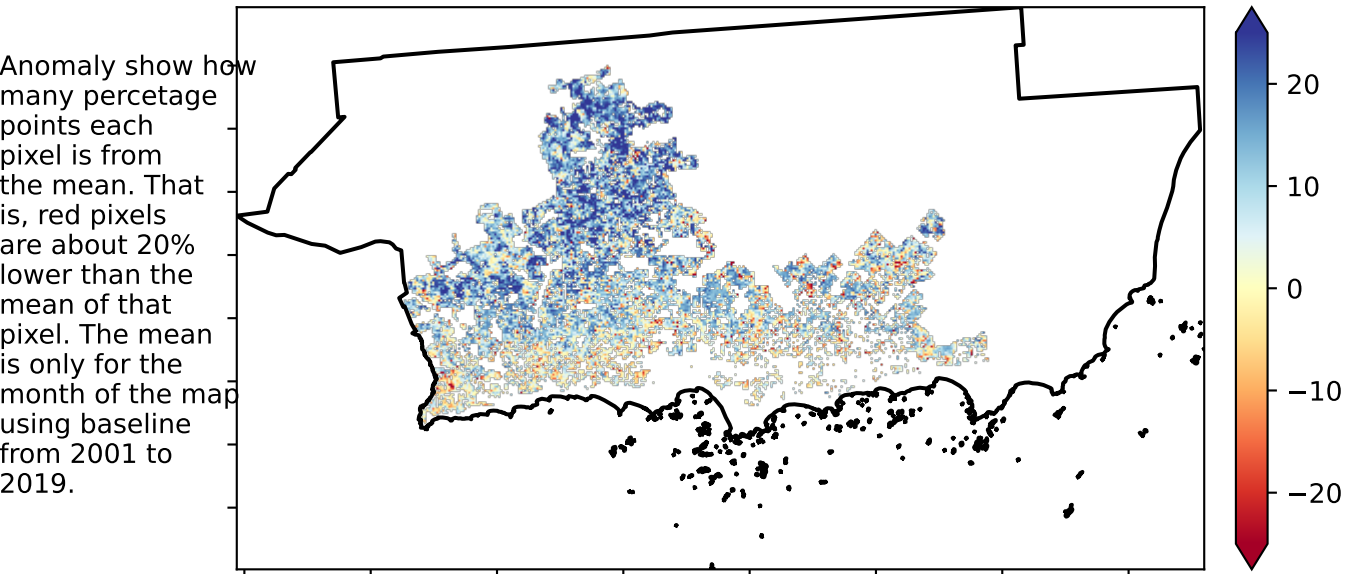 Anomaly show how
many percetage
points each
pixel is from
the mean. That
is, red pixels
are about 20%
lower than the
mean of that
pixel. The mean
is only for the
month of the map
using baseline
from 2001 to
2019.
20
10
0
−10
−20